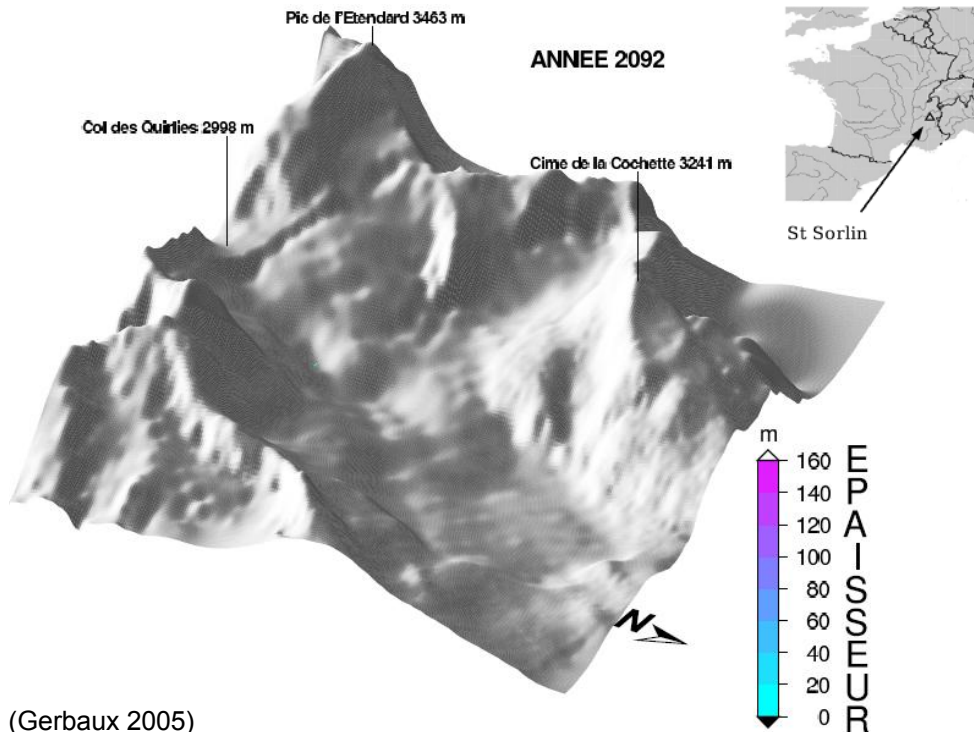 Pic de l'Etendard 3463 m
ANNEE 2092
Col des Quirlies 2998 m
Cime de la Cochette 3241 m
St Sorlin
N
m
160
140
120
100
80
60
40
20
0
EPAISSEUR
(Gerbaux 2005)